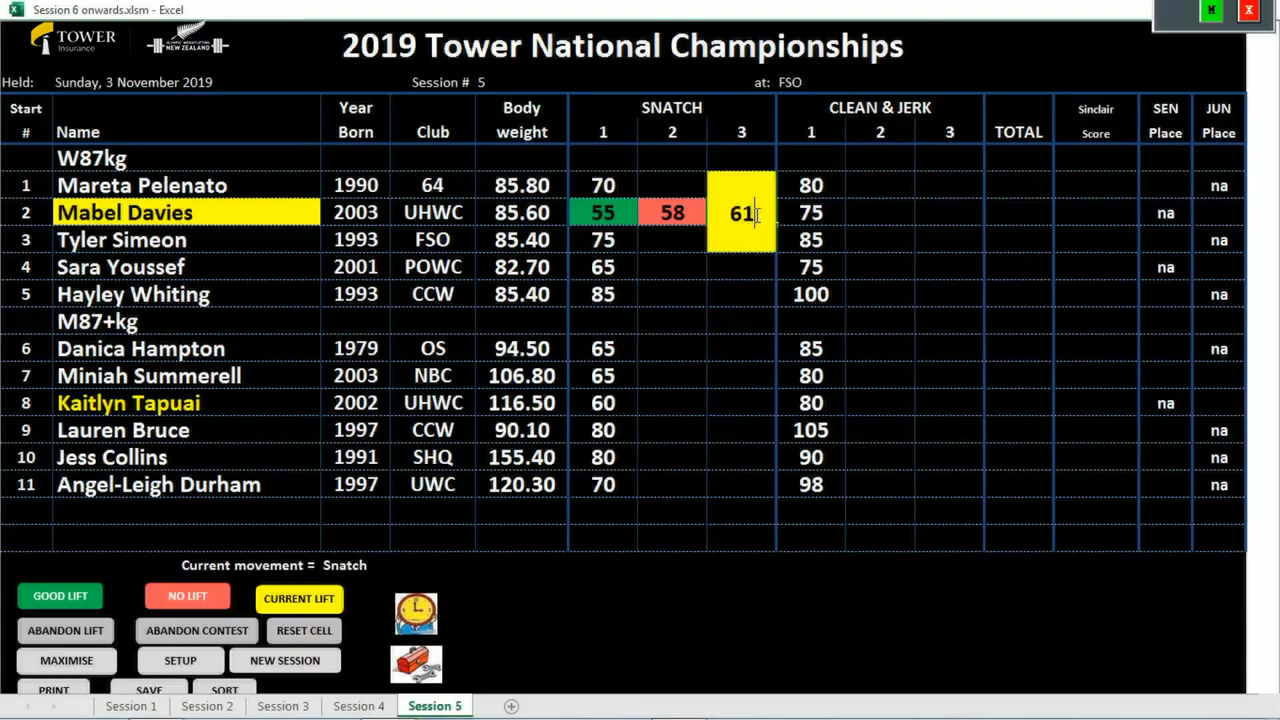 Session 6 onwards.xlsm - Excel
M X
TOWER
Insurance
OLYMPIC WEIGHTLIFTING
NEW ZEALAND
2019 Tower National Championships
Held: Sunday, 3 November 2019 Session # 5 at: FSO
Start Year Body SNATCH CLEAN & JERK Sinclair SEN JUN
# Name Born Club weight 1 2 3 1 2 3 TOTAL Score Place Place
W87kg
1 Mareta Pelenato 1990 64 85.80 70 80 na
2 Mabel Davies 2003 UHWC 85.60 55 58 61 75 na
3 Tyler Simeon 1993 FSO 85.40 75 85 na
4 Sara Youssef 2001 POWC 82.70 65 75 na
5 Hayley Whiting 1993 CCW 85.40 85 100 na
M87+kg
6 Danica Hampton 1979 OS 94.50 65 85 na
7 Miniah Summerell 2003 NBC 106.80 65 80
8 Kaitlyn Tapuai 2002 UHWC 116.50 60 80 na
9 Lauren Bruce 1997 CCW 90.10 80 105 na
10 Jess Collins 1991 SHQ 155.40 80 90 na
11 Angel-Leigh Durham 1997 UWC 120.30 70 98 na
Current movement = Snatch
GOOD LIFT NO LIFT CURRENT LIFT
ABANDON LIFT ABANDON CONTEST RESET CELL
MAXIMISE SETUP NEW SESSION
PRINT SAVE SORT
Session 1 Session 2 Session 3 Session 4 Session 5